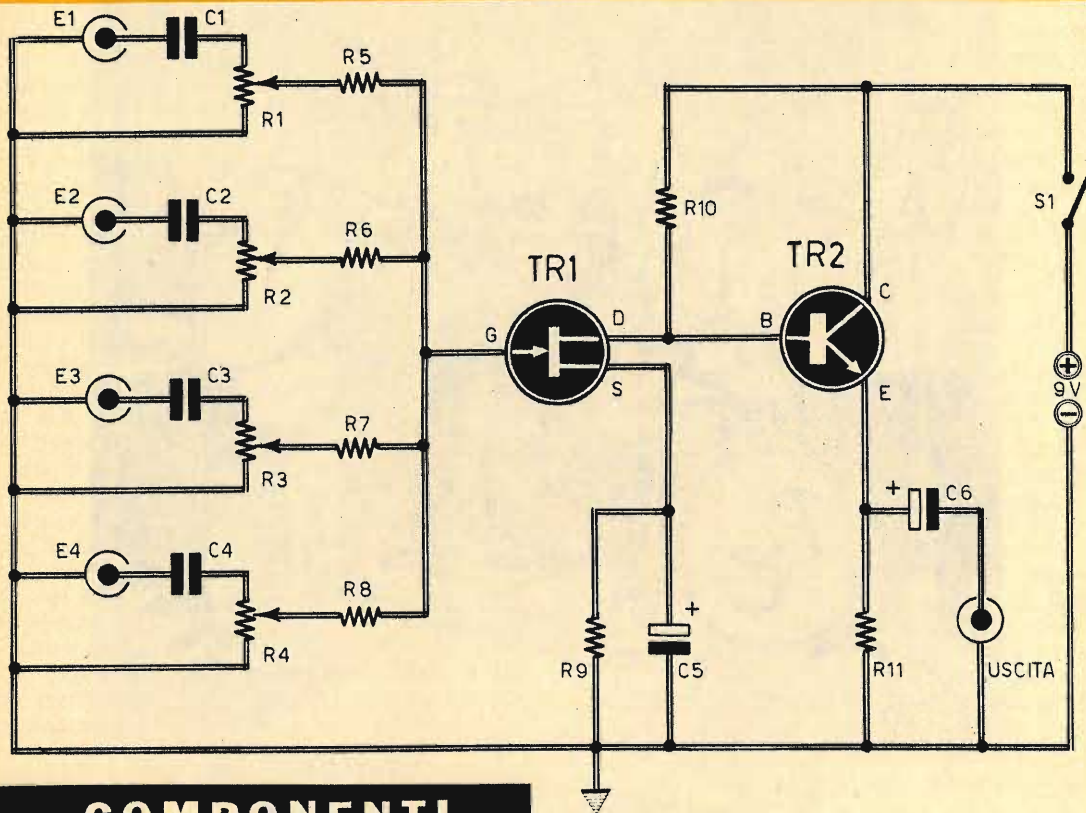 E1
C1
R5
R1
E2
C2
R6
R2
E3
C3
R7
R3
E4
C4
R8
R4
TR1
G
D
S
R10
TR2
B
C
E
S1
+
9V
−
R9
+
C5
R11
+
C6
USCITA
COMPONENTI